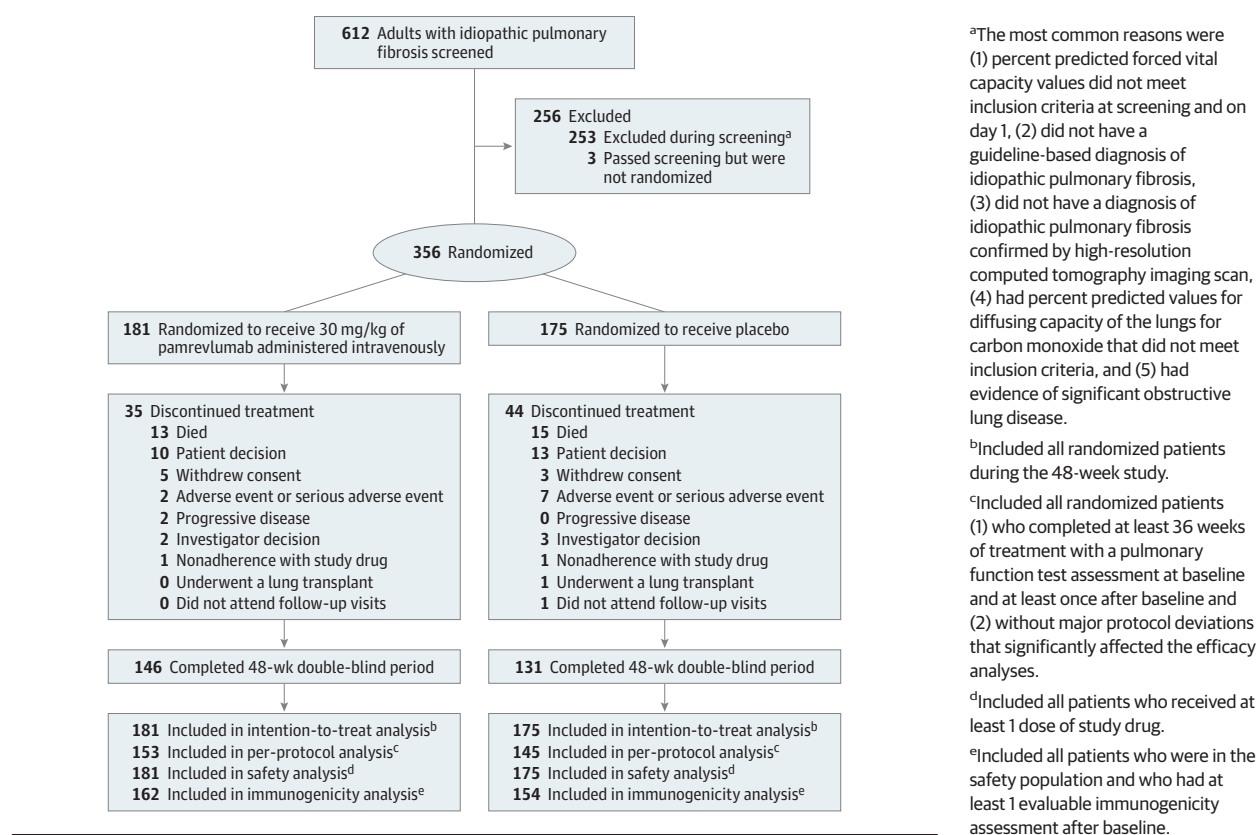 612 Adults with idiopathic pulmonary
fibrosis screened
256 Excluded
253 Excluded during screeninga
3 Passed screening but were
not randomized
356 Randomized
181 Randomized to receive 30 mg/kg of
pamrevlumab administered intravenously
175 Randomized to receive placebo
35 Discontinued treatment
13 Died
10 Patient decision
5 Withdrew consent
2 Adverse event or serious adverse event
2 Progressive disease
2 Investigator decision
1 Nonadherence with study drug
0 Underwent a lung transplant
0 Did not attend follow-up visits
44 Discontinued treatment
15 Died
13 Patient decision
3 Withdrew consent
7 Adverse event or serious adverse event
0 Progressive disease
3 Investigator decision
1 Nonadherence with study drug
1 Underwent a lung transplant
1 Did not attend follow-up visits
146 Completed 48-wk double-blind period
131 Completed 48-wk double-blind period
181 Included in intention-to-treat analysisb
153 Included in per-protocol analysisc
181 Included in safety analysisd
162 Included in immunogenicity analysise
175 Included in intention-to-treat analysisb
145 Included in per-protocol analysisc
175 Included in safety analysisd
154 Included in immunogenicity analysise
aThe most common reasons were
(1) percent predicted forced vital
capacity values did not meet
inclusion criteria at screening and on
day 1, (2) did not have a
guideline-based diagnosis of
idiopathic pulmonary fibrosis,
(3) did not have a diagnosis of
idiopathic pulmonary fibrosis
confirmed by high-resolution
computed tomography imaging scan,
(4) had percent predicted values for
diffusing capacity of the lungs for
carbon monoxide that did not meet
inclusion criteria, and (5) had
evidence of significant obstructive
lung disease.
bIncluded all randomized patients
during the 48-week study.
cIncluded all randomized patients
(1) who completed at least 36 weeks
of treatment with a pulmonary
function test assessment at baseline
and at least once after baseline and
(2) without major protocol deviations
that significantly affected the efficacy
analyses.
dIncluded all patients who received at
least 1 dose of study drug.
eIncluded all patients who were in the
safety population and who had at
least 1 evaluable immunogenicity
assessment after baseline.